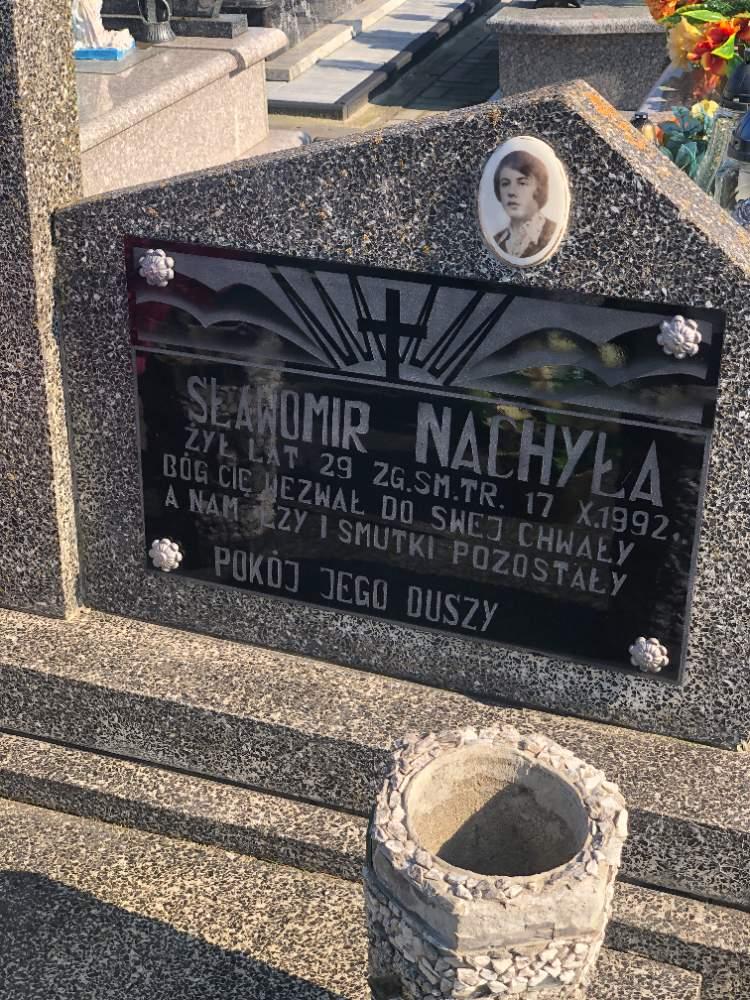 SŁAWOMIR NACHYŁA
ŻYŁ LAT 29 ZG.SM.TR. 17 X.1992.
BÓG CIĘ WEZWAŁ DO SWEJ CHWAŁY
A NAM ŁZY I SMUTKI POZOSTAŁY
POKÓJ JEGO DUSZY